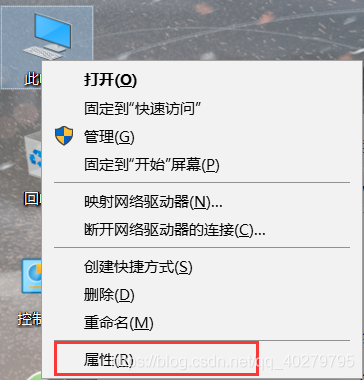 此
打开(O)
固定到“快速访问”
管理(G)
回
固定到“开始”屏幕(P)
映射网络驱动器(N)...
断开网络驱动器的连接(C)...
创建快捷方式(S)
删除(D)
控制
重命名(M)
属性(R)
https://blog.csdn.net/qq_40279795